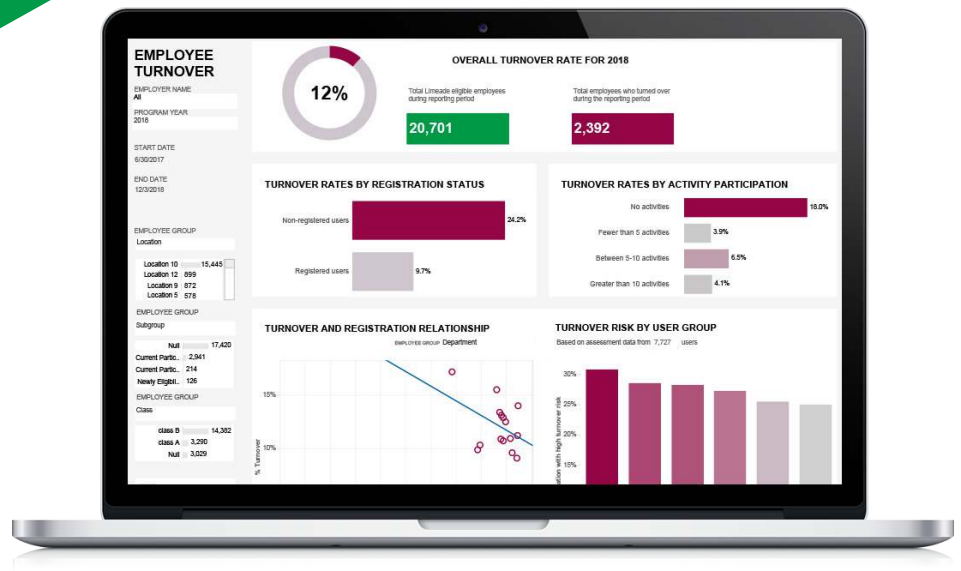 EMPLOYEE
TURNOVER
EMPLOYER NAME
All
PROGRAM YEAR
2018
START DATE
6/30/2017
END DATE
12/3/2018
EMPLOYEE GROUP
Location
Location 10 15,445
Location 12 899
Location 9 872
Location 5 578
EMPLOYEE GROUP
Subgroup
Null 17,420
Current Partic.. 2,941
Current Partic.. 214
Newly Eligibl.. 126
EMPLOYEE GROUP
Class
class B 14,382
class A 3,290
Null 3,029
OVERALL TURNOVER RATE FOR 2018
12%
Total Limeade eligible employees
during reporting period
20,701
Total employees who turned over
during the reporting period
2,392
TURNOVER RATES BY REGISTRATION STATUS
Non-registered users 24.2%
Registered users 9.7%
TURNOVER RATES BY ACTIVITY PARTICIPATION
No activities 18.0%
Fewer than 5 activities 3.9%
Between 5-10 activities 6.5%
Greater than 10 activities 4.1%
TURNOVER AND REGISTRATION RELATIONSHIP
EMPLOYEE GROUP Department
15%
10%
% Turnover
TURNOVER RISK BY USER GROUP
Based on assessment data from 7,727 users
30%
25%
20%
15%
with high turnover risk